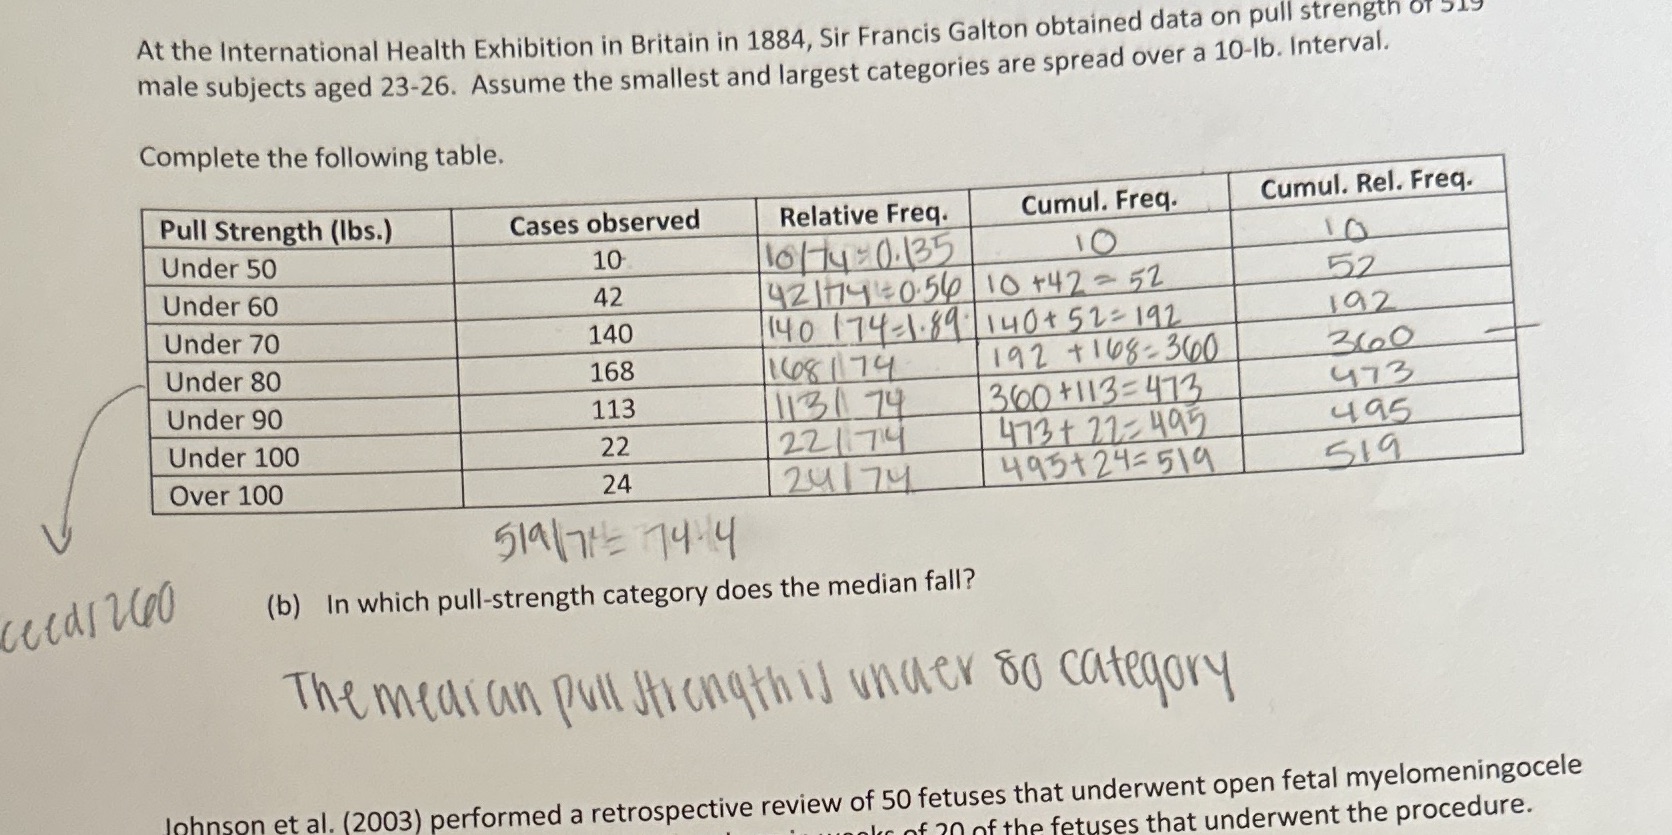 At the International Health Exhibition in Britain in 1884, Sir Francis Galton obtained data on pull strength of 519
male subjects aged 23-26. Assume the smallest and largest categories are spread over a 10-lb. Interval.
Complete the following table.
Pull Strength (lbs.) Cases observed Relative Freq. Cumul. Freq. Cumul. Rel. Freq.
Under 50 10 10/74=0.135 10 10
Under 60 42 42/74=0.56 10+42=52 52
Under 70 140 140/74=1.89 140+52=192 192
Under 80 168 168/74 192+168=360 360
Under 90 113 113/74 360+113=473 473
Under 100 22 22/74 473+22=495 495
Over 100 24 24/74 495+24=519 519
74.14
260
(b) In which pull-strength category does the median fall?
The median pull strength is under 80 category
Johnson et al. (2003) performed a retrospective review of 50 fetuses that underwent open fetal myelomeningocele
of 20 of the fetuses that underwent the procedure.